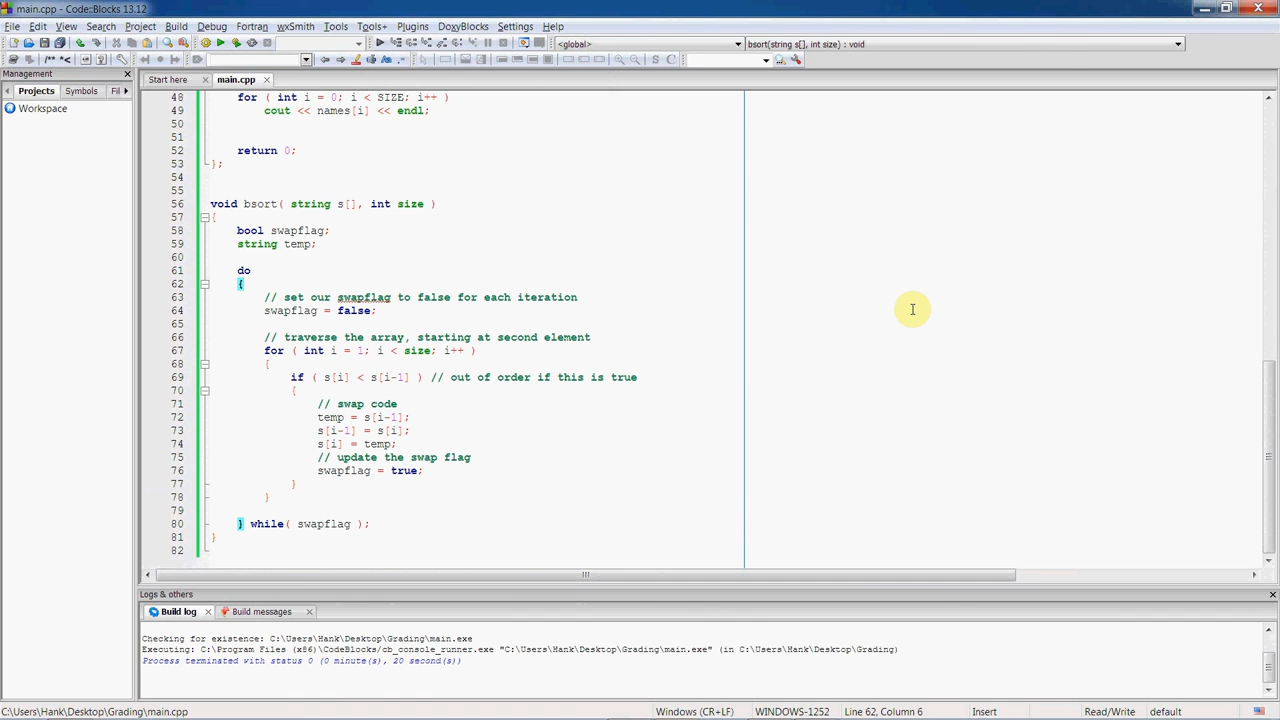 main.cpp - Code::Blocks 13.12
File Edit View Search Project Build Debug Fortran wxSmith Tools Tools+ Plugins DoxyBlocks Settings Help
<global> bsort(string s[], int size) : void
/** *<
Management
Start here main.cpp
Projects Symbols Fil
Workspace
48 for ( int i = 0; i < SIZE; i++ )
49 cout << names[i] << endl;
50
51
52 return 0;
53 };
54
55
56 void bsort( string s[], int size )
57 {
58 bool swapflag;
59 string temp;
60
61 do
62 {
63 // set our swapflag to false for each iteration
64 swapflag = false;
65
66 // traverse the array, starting at second element
67 for ( int i = 1; i < size; i++ )
68 {
69 if ( s[i] < s[i-1] ) // out of order if this is true
70 {
71 // swap code
72 temp = s[i-1];
73 s[i-1] = s[i];
74 s[i] = temp;
75 // update the swap flag
76 swapflag = true;
77 }
78 }
79
80 } while( swapflag );
81 }
82
Logs & others
Build log Build messages
Checking for existence: C:\Users\Hank\Desktop\Grading\main.exe
Executing: C:\Program Files (x86)\CodeBlocks/cb_console_runner.exe "C:\Users\Hank\Desktop\Grading\main.exe" (in C:\Users\Hank\Desktop\Grading)
Process terminated with status 0 (0 minute(s), 20 second(s))
C:\Users\Hank\Desktop\Grading\main.cpp Windows (CR+LF) WINDOWS-1252 Line 62, Column 6 Insert Read/Write default